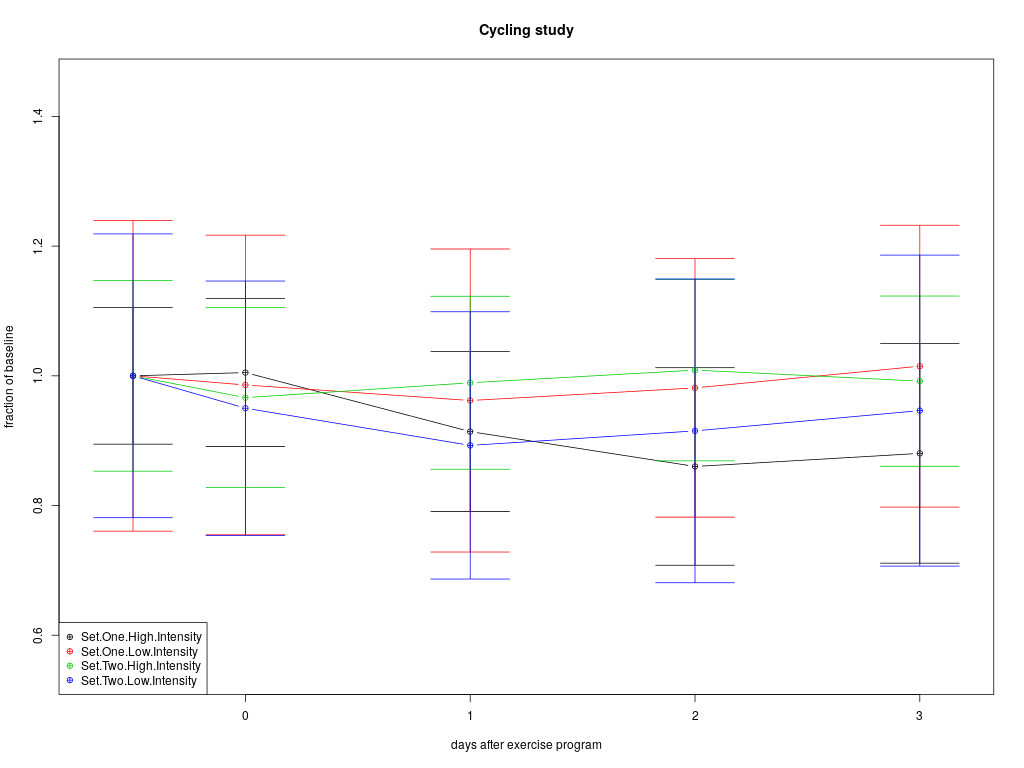 Cycling study
fraction of baseline
1.4
1.2
1.0
0.8
0.6
Set.One.High.Intensity
Set.One.Low.Intensity
Set.Two.High.Intensity
Set.Two.Low.Intensity
0 1 2 3
days after exercise program